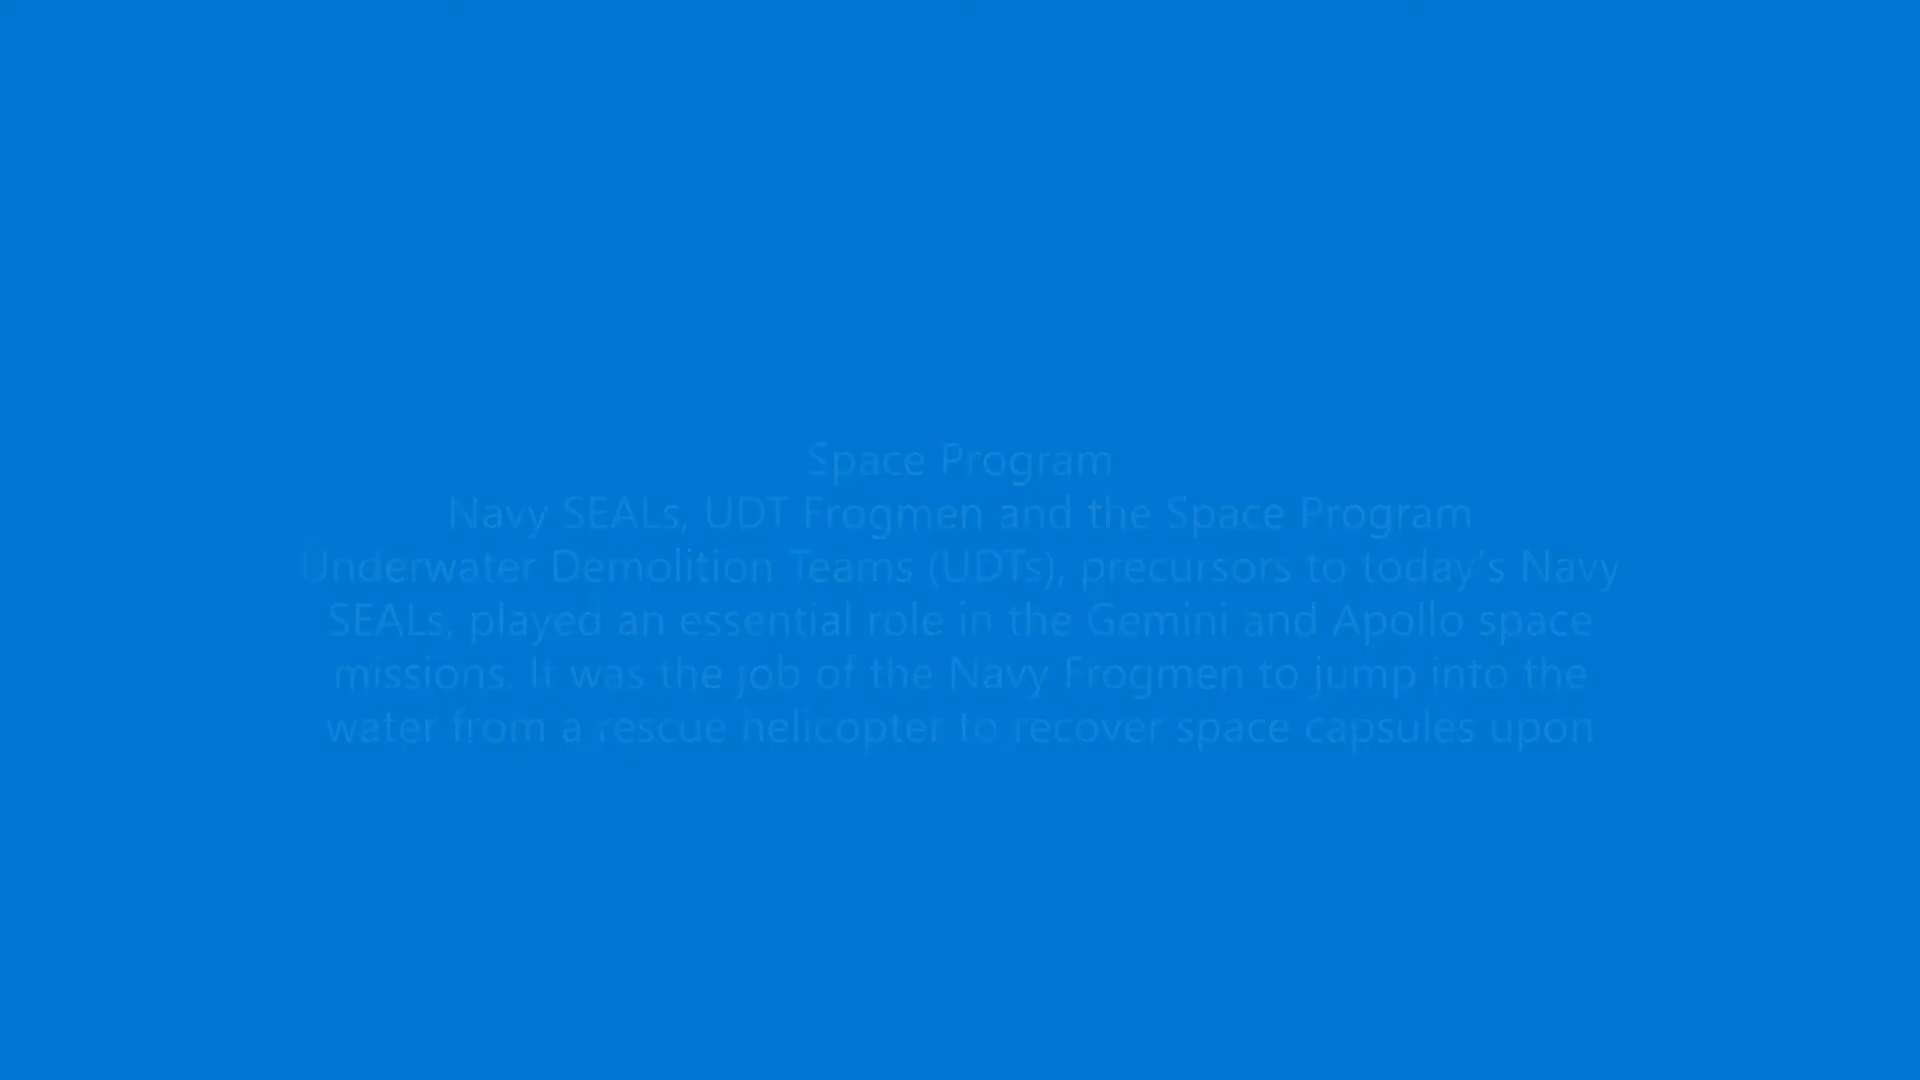 Space Program
Navy SEALs, UDT Frogmen and the Space Program
Underwater Demolition Teams (UDTs), precursors to today's Navy
SEALs, played an essential role in the Gemini and Apollo space
missions. It was the job of the Navy Frogmen to jump into the
water from a rescue helicopter to recover space capsules upon